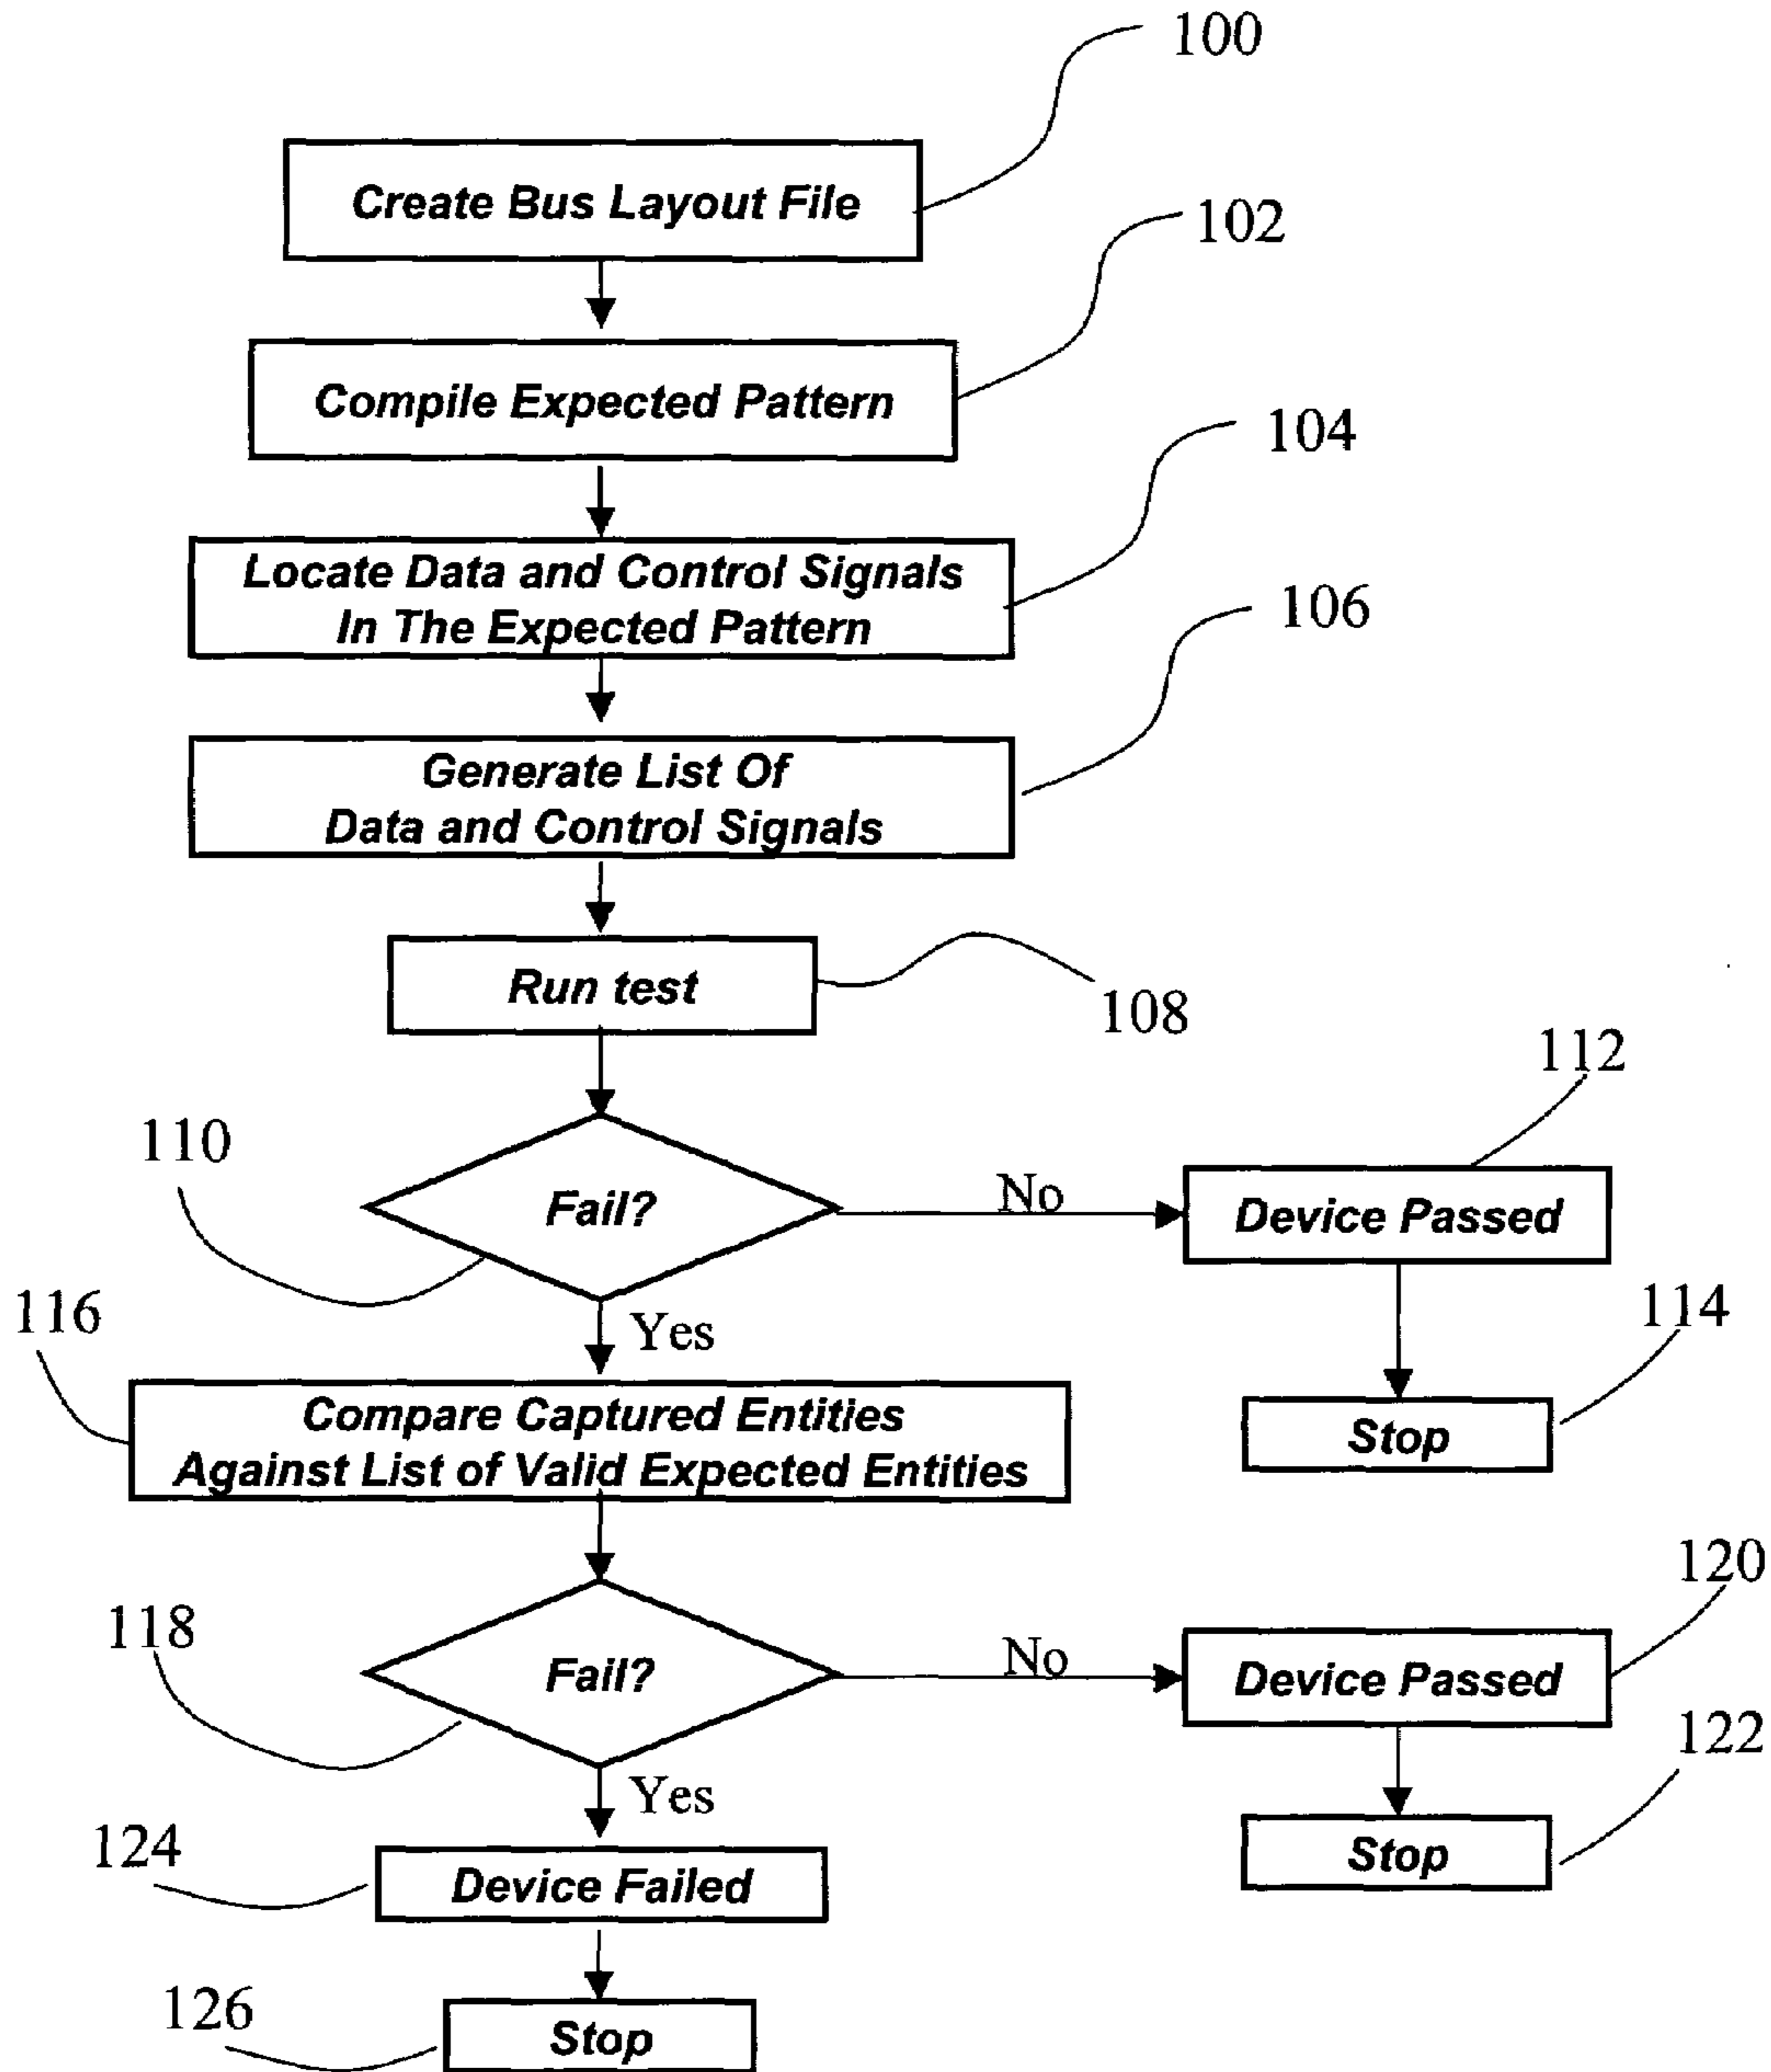 100
Create Bus Layout File
102
Compile Expected Pattern
104
Locate Data and Control Signals
In The Expected Pattern
106
Generate List Of
Data and Control Signals
Run test
108
112
110
Fail?
No
Device Passed
Yes
116
114
Compare Captured Entities
Against List of Valid Expected Entities
Stop
120
118
Fail?
No
Device Passed
122
Yes
124
Device Failed
Stop
126
Stop